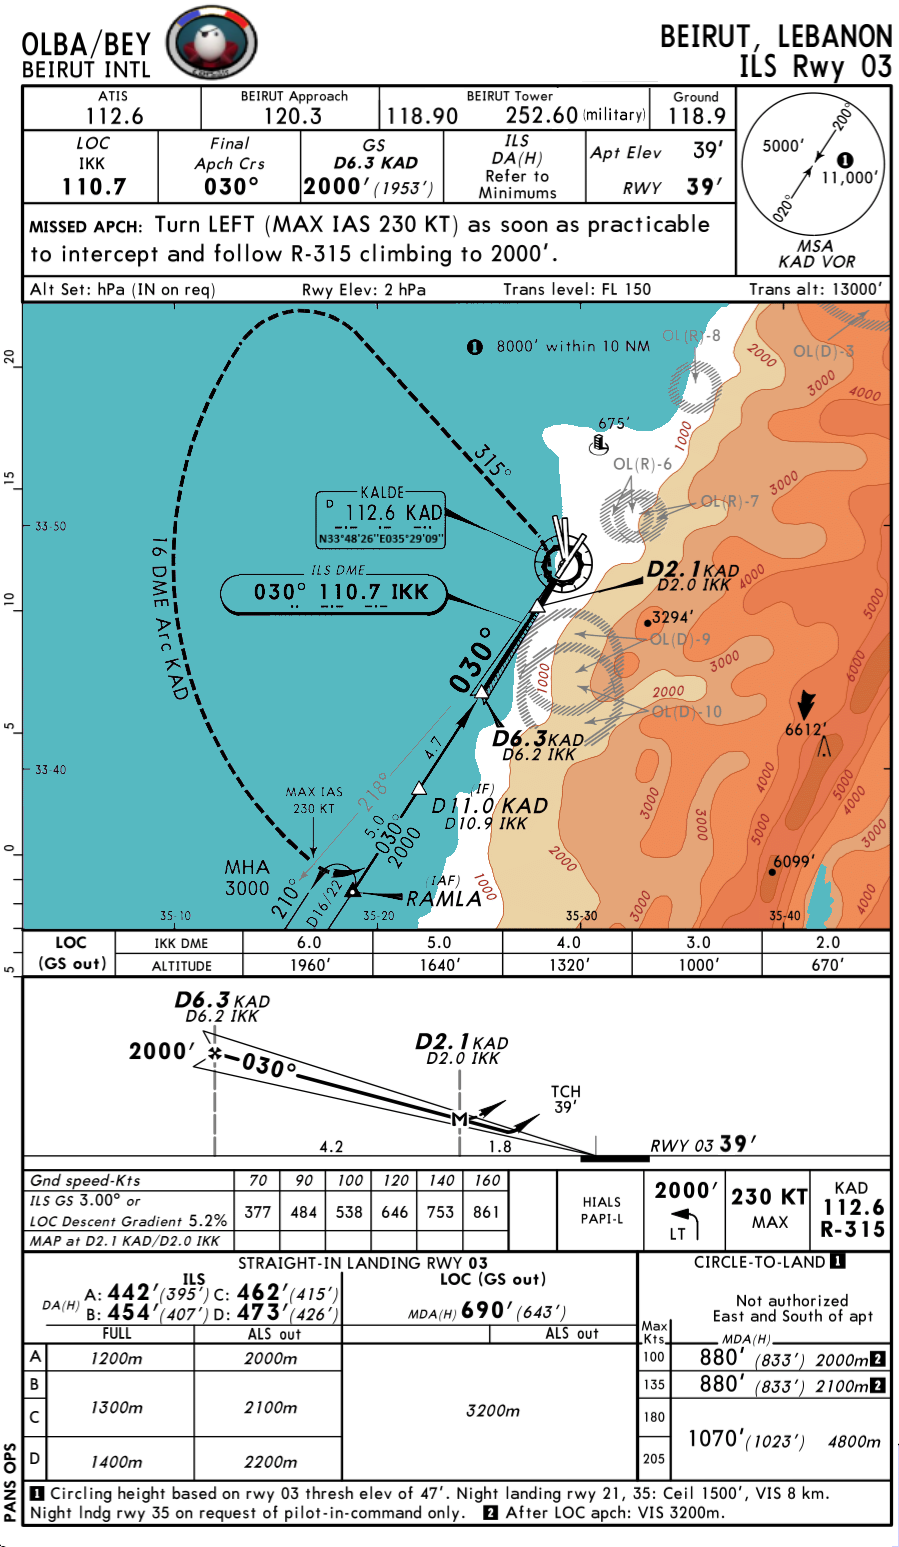 OLBA/BEY
BEIRUT INTL
BEIRUT, LEBANON
ILS Rwy 03
ATIS
112.6
BEIRUT Approach
120.3
BEIRUT Tower
118.90 252.60 (military)
Ground
118.9
LOC
IKK
110.7
Final
Apch Crs
030°
GS
D6.3 KAD
2000' (1953')
ILS
DA(H)
Refer to
Minimums
Apt Elev 39'
RWY 39'
MISSED APCH: Turn LEFT (MAX IAS 230 KT) as soon as practicable
to intercept and follow R-315 climbing to 2000'.
5000'
200°
1
11,000'
020°
MSA
KAD VOR
Alt Set: hPa (IN on req) Rwy Elev: 2 hPa Trans level: FL 150 Trans alt: 13000'
1 8000' within 10 NM
OL(R)-8
OL(D)-3
2000
3000
4000
20
675'
1000
315°
OL(R)-6
3000
15
KALDE
D 112.6 KAD
N33°48'26"E035°29'09"
OL(R)-7
33-50
16 DME Arc KAD
ILS DME
030° 110.7 IKK
D2.1 KAD
D2.0 IKK
4000
5000
10
3294'
OL(D)-9
030°
1000
3000
6000
2000
OL(D)-10
6612'
5
D6.3 KAD
D6.2 IKK
4.7
33-40
MAX IAS
230 KT
218°
(IF)
D11.0 KAD
D10.9 IKK
5.0
030°
2000
3000
3000
4000
5000
5000
4000
3000
0
MHA
3000
210°
D16/22
(IAF)
RAMLA
1000
2000
3000
6099'
4000
35-10
35-20
35-30
35-40
5
LOC
(GS out)
IKK DME 6.0 5.0 4.0 3.0 2.0
ALTITUDE 1960' 1640' 1320' 1000' 670'
D6.3 KAD
D6.2 IKK
D2.1 KAD
D2.0 IKK
2000'
030°
M
TCH
39'
4.2
1.8
RWY 03 39'
Gnd speed-Kts 70 90 100 120 140 160
ILS GS 3.00° or
LOC Descent Gradient 5.2% 377 484 538 646 753 861
MAP at D2.1 KAD/D2.0 IKK
HIALS
PAPI-L
2000'
LT
230 KT
MAX
KAD
112.6
R-315
STRAIGHT-IN LANDING RWY 03
ILS
DA(H) A: 442' (395') C: 462' (415')
B: 454' (407') D: 473' (426')
LOC (GS out)
MDA(H) 690' (643')
CIRCLE-TO-LAND 1
Not authorized
East and South of apt
FULL
ALS out
ALS out
Max
Kts.
MDA(H)
A 1200m 2000m
B
C
1300m 2100m
D 1400m 2200m
3200m
100 880' (833') 2000m 2
135 880' (833') 2100m 2
180
205
1070' (1023') 4800m
PANS OPS
1 Circling height based on rwy 03 thresh elev of 47'. Night landing rwy 21, 35: Ceil 1500', VIS 8 km.
Night lndg rwy 35 on request of pilot-in-command only. 2 After LOC apch: VIS 3200m.